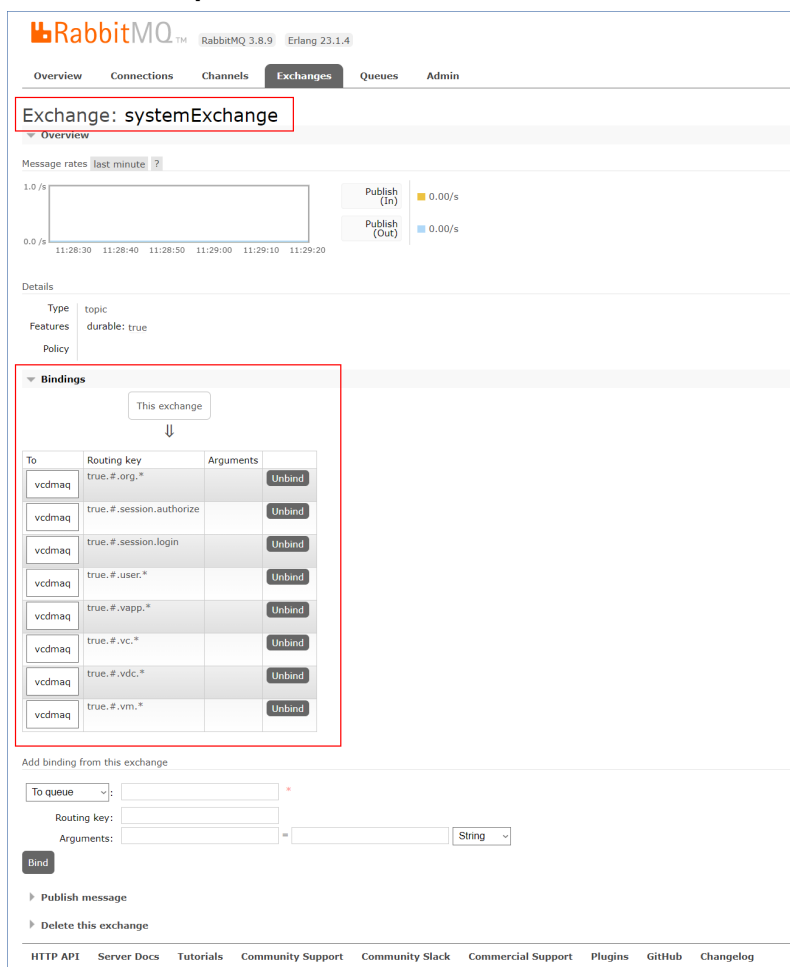 RabbitMQ TM RabbitMQ 3.8.9 Erlang 23.1.4
Overview Connections Channels Exchanges Queues Admin
Exchange: systemExchange
Overview
Message rates last minute ?
1.0 /s
0.0 /s
11:28:30 11:28:40 11:28:50 11:29:00 11:29:10 11:29:20
Publish (In) 0.00/s
Publish (Out) 0.00/s
Details
Type topic
Features durable: true
Policy
Bindings
This exchange
⇓
To Routing key Arguments
vcdmaq true.#.org.* Unbind
vcdmaq true.#.session.authorize Unbind
vcdmaq true.#.session.login Unbind
vcdmaq true.#.user.* Unbind
vcdmaq true.#.vapp.* Unbind
vcdmaq true.#.vc.* Unbind
vcdmaq true.#.vdc.* Unbind
vcdmaq true.#.vm.* Unbind
Add binding from this exchange
To queue : *
Routing key:
Arguments: = String
Bind
Publish message
Delete this exchange
HTTP API Server Docs Tutorials Community Support Community Slack Commercial Support Plugins GitHub Changelog